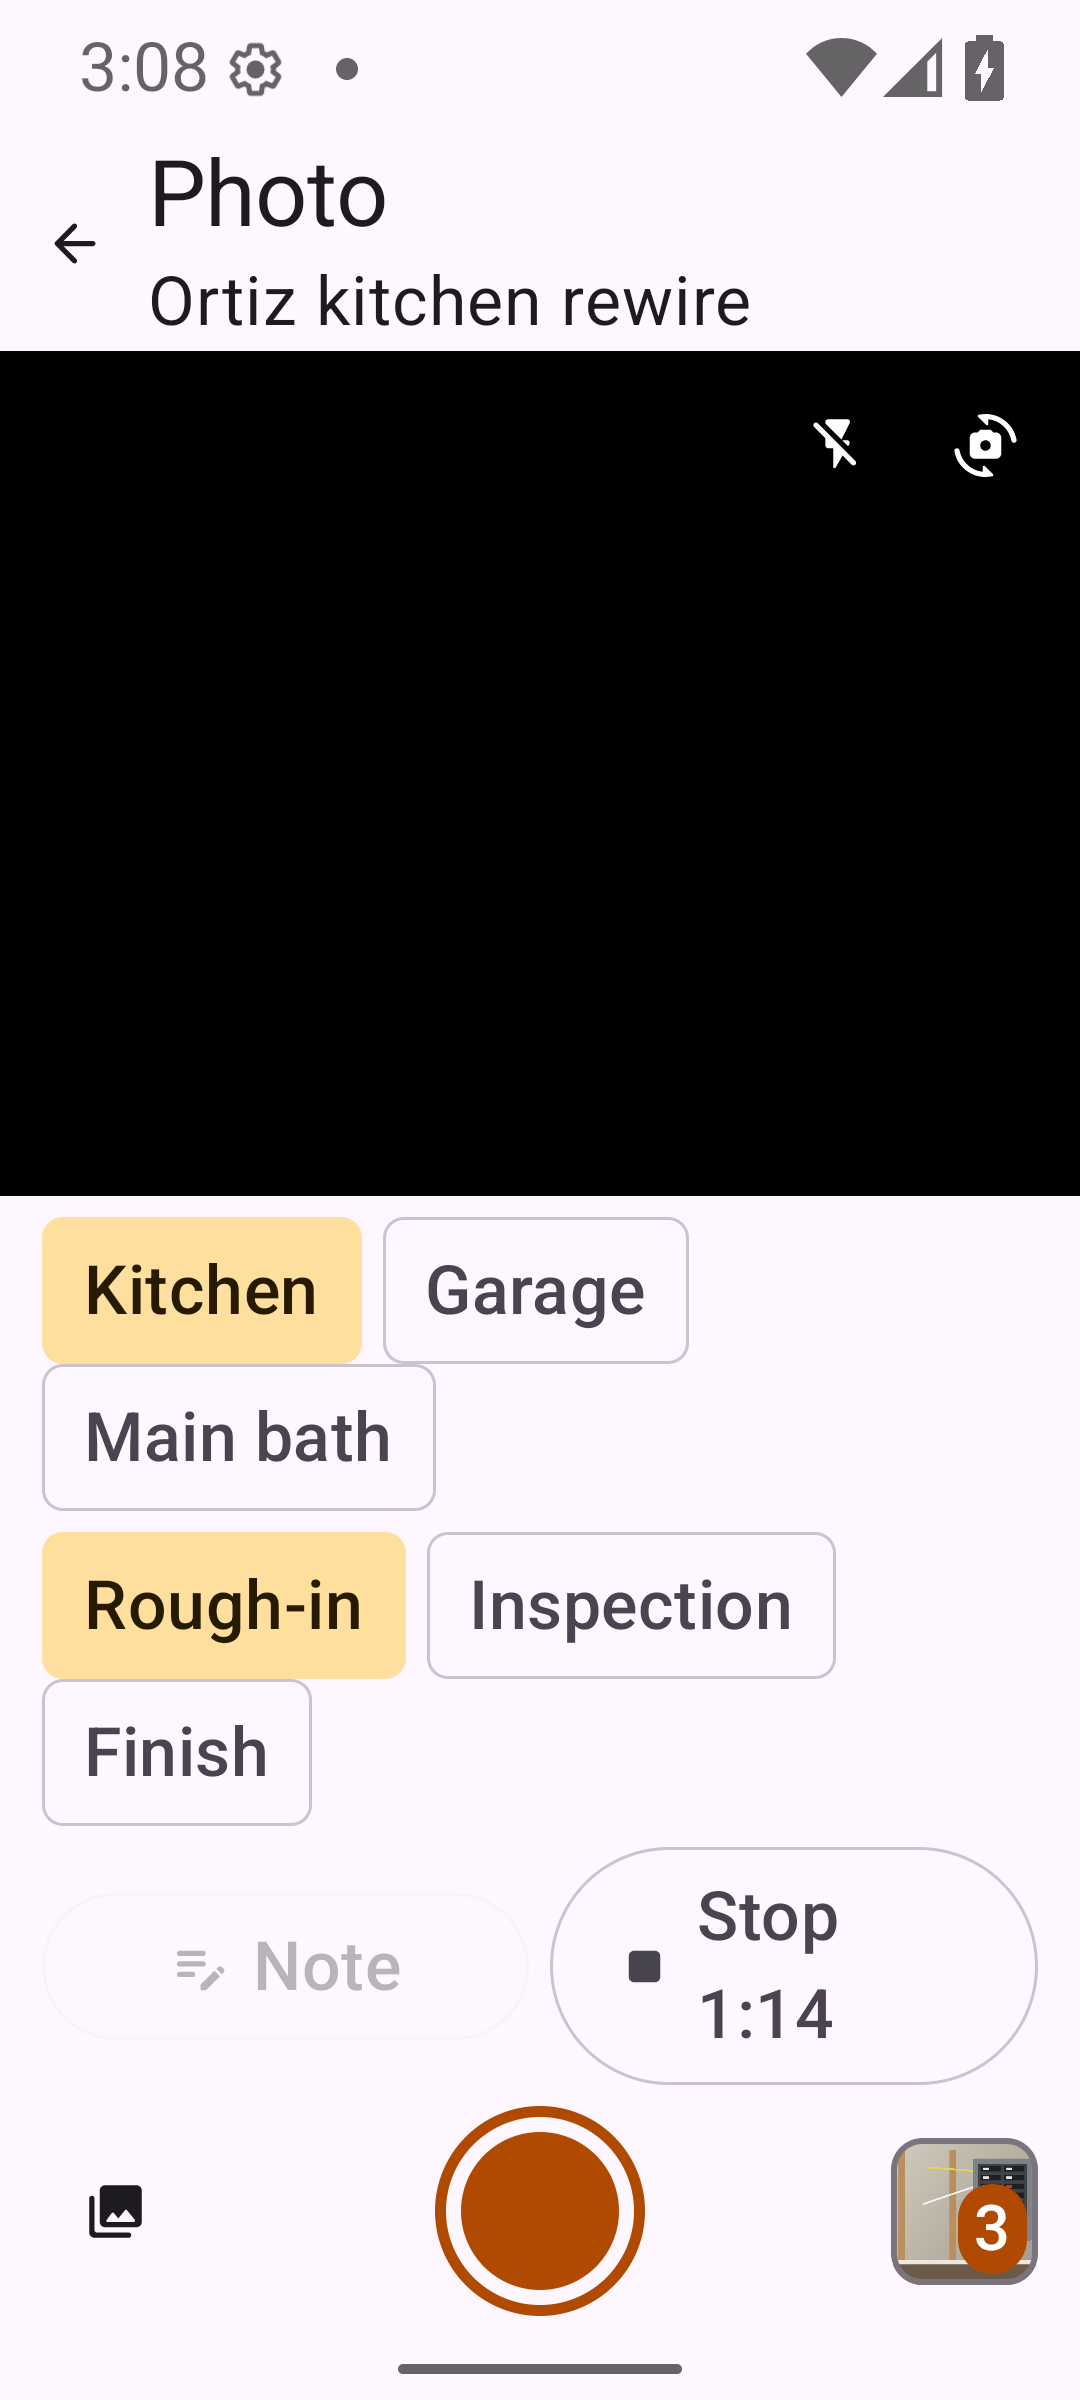 3:08
Photo
Ortiz kitchen rewire
Kitchen
Garage
Main bath
Rough-in
Inspection
Finish
Note
Stop
1:14
3